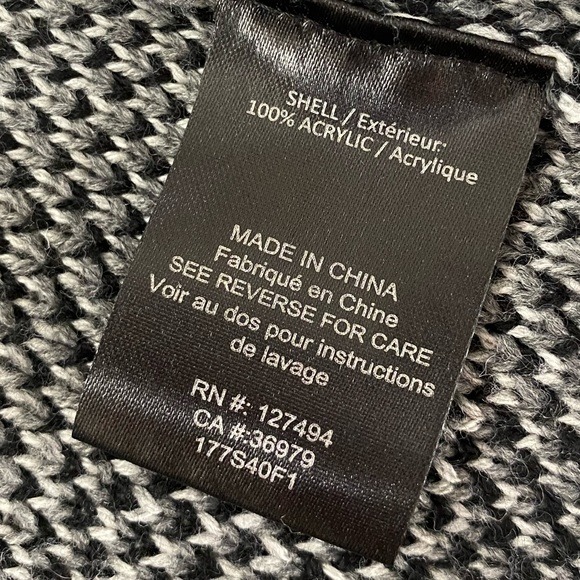 SHELL / Extérieur:
100% ACRYLIC / Acrylique
MADE IN CHINA
Fabriqué en Chine
SEE REVERSE FOR CARE
Voir au dos pour instructions
de lavage
RN #: 127494
CA #:36979
177S40F1